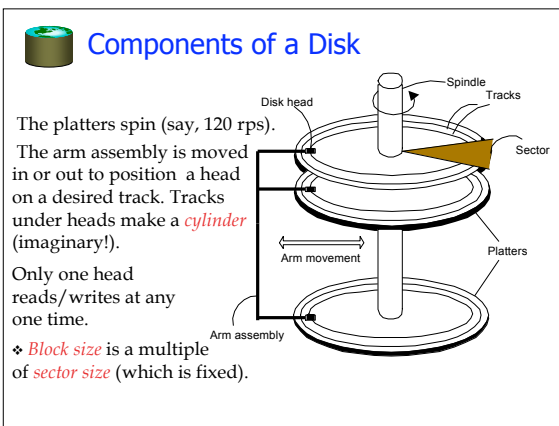 Components of a Disk
The platters spin (say, 120 rps).
The arm assembly is moved
in or out to position a head
on a desired track. Tracks
under heads make a cylinder
(imaginary!).
Only one head
reads/writes at any
one time.
❖ Block size is a multiple
of sector size (which is fixed).
Spindle
Tracks
Disk head
Sector
Platters
Arm movement
Arm assembly